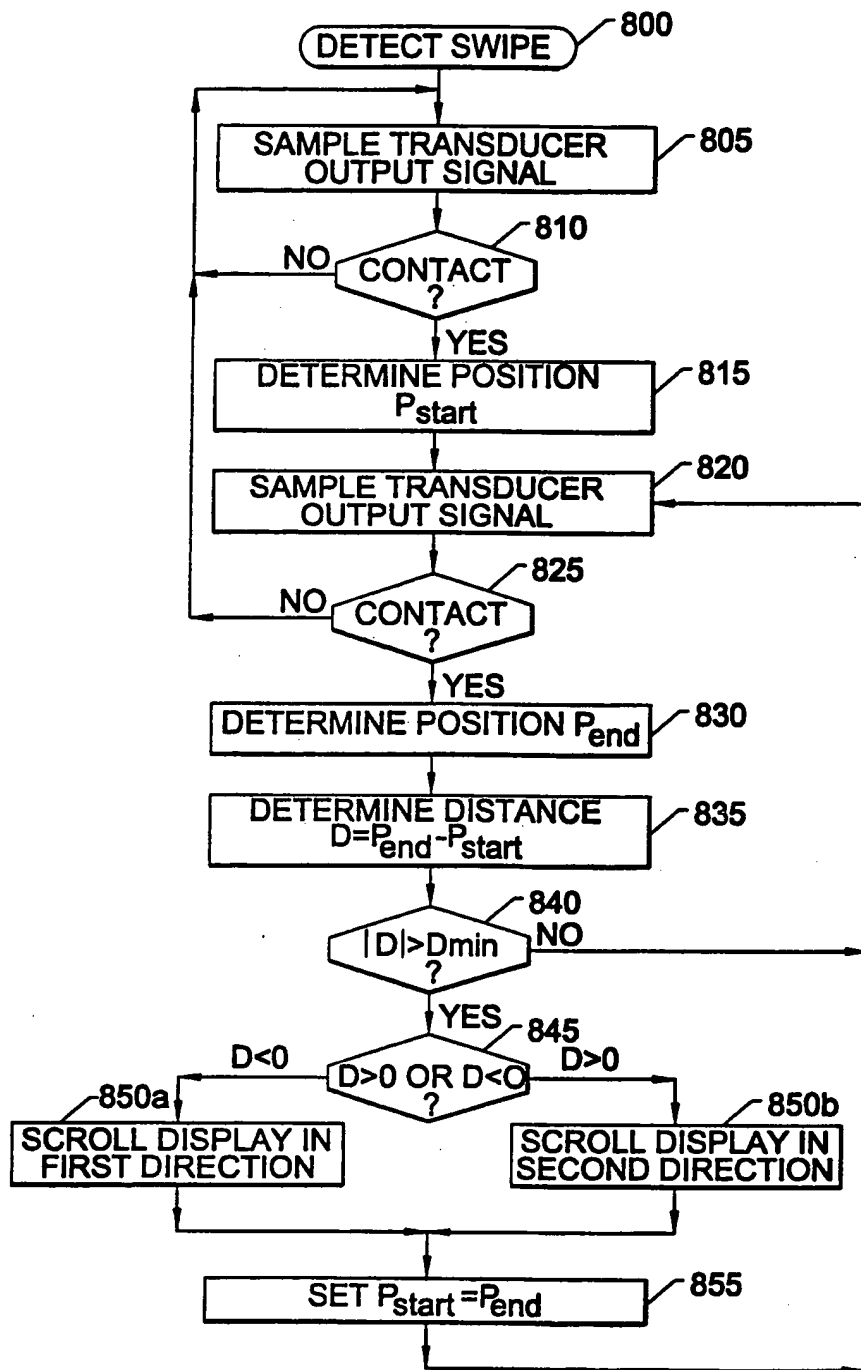 DETECT SWIPE
800
SAMPLE TRANSDUCER
OUTPUT SIGNAL
805
810
NO
CONTACT
?
YES
DETERMINE POSITION
Pstart
815
820
SAMPLE TRANSDUCER
OUTPUT SIGNAL
825
NO
CONTACT
?
YES
DETERMINE POSITION Pend
830
DETERMINE DISTANCE
D=Pend-Pstart
835
840
|D|>Dmin
?
NO
YES
845
D<0
D>0 OR D<O
?
D>0
850a
850b
SCROLL DISPLAY IN
FIRST DIRECTION
SCROLL DISPLAY IN
SECOND DIRECTION
SET Pstart=Pend
855